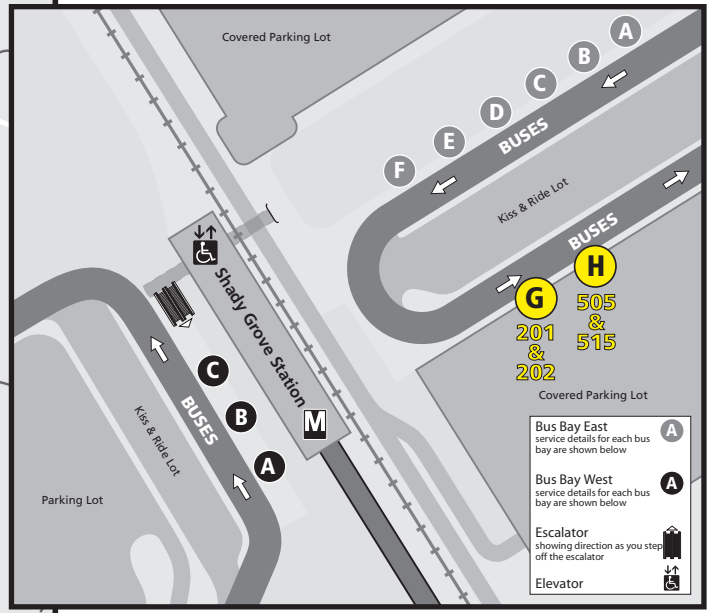 Covered Parking Lot
A
B
C
D
E
F
BUSES
Kiss & Ride Lot
BUSES
G
201
&
202
H
505
&
515
Covered Parking Lot
Shady Grove Station
M
C
B
A
BUSES
Kiss & Ride Lot
Parking Lot
Bus Bay East
service details for each bus
bay are shown below
A
Bus Bay West
service details for each bus
bay are shown below
A
Escalator
showing direction as you step
off the escalator
Elevator